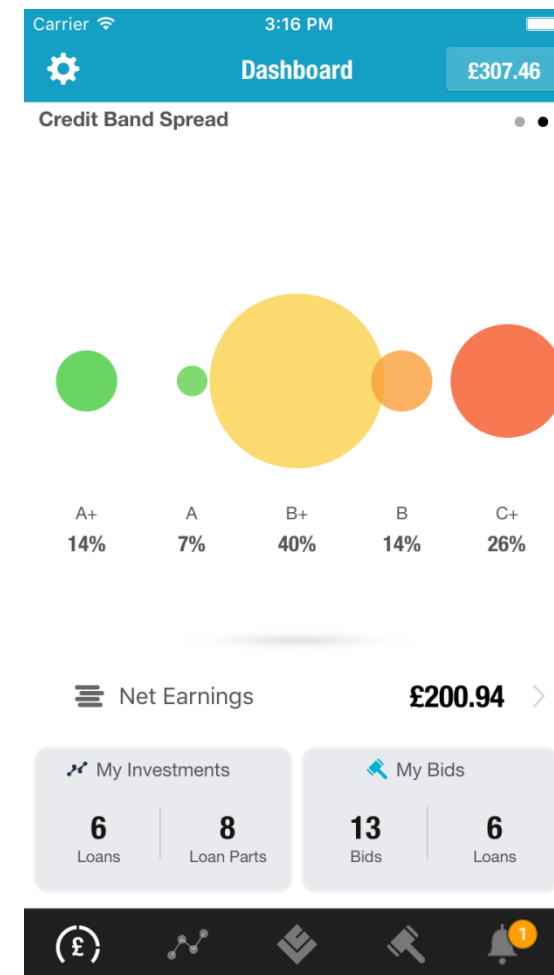 Carrier 3:16 PM
Dashboard £307.46
Credit Band Spread
A+ A B+ B C+
14% 7% 40% 14% 26%
Net Earnings £200.94
My Investments My Bids
6 8 13 6
Loans Loan Parts Bids Loans
£ 1